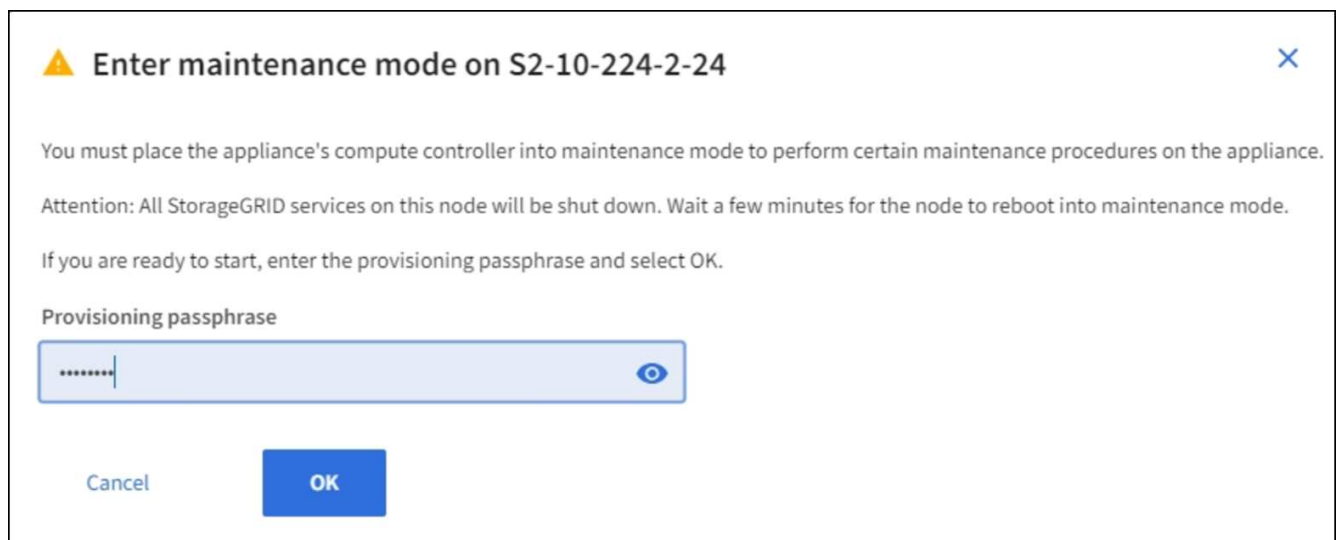 Enter maintenance mode on S2-10-224-2-24
You must place the appliance's compute controller into maintenance mode to perform certain maintenance procedures on the appliance.
Attention: All StorageGRID services on this node will be shut down. Wait a few minutes for the node to reboot into maintenance mode.
If you are ready to start, enter the provisioning passphrase and select OK.
Provisioning passphrase
••••••••
Cancel OK